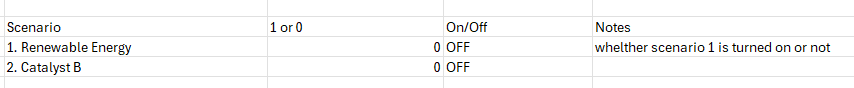 Scenario 1 or 0 On/Off Notes
1. Renewable Energy 0 OFF whelther scenario 1 is turned on or not
2. Catalyst B 0 OFF